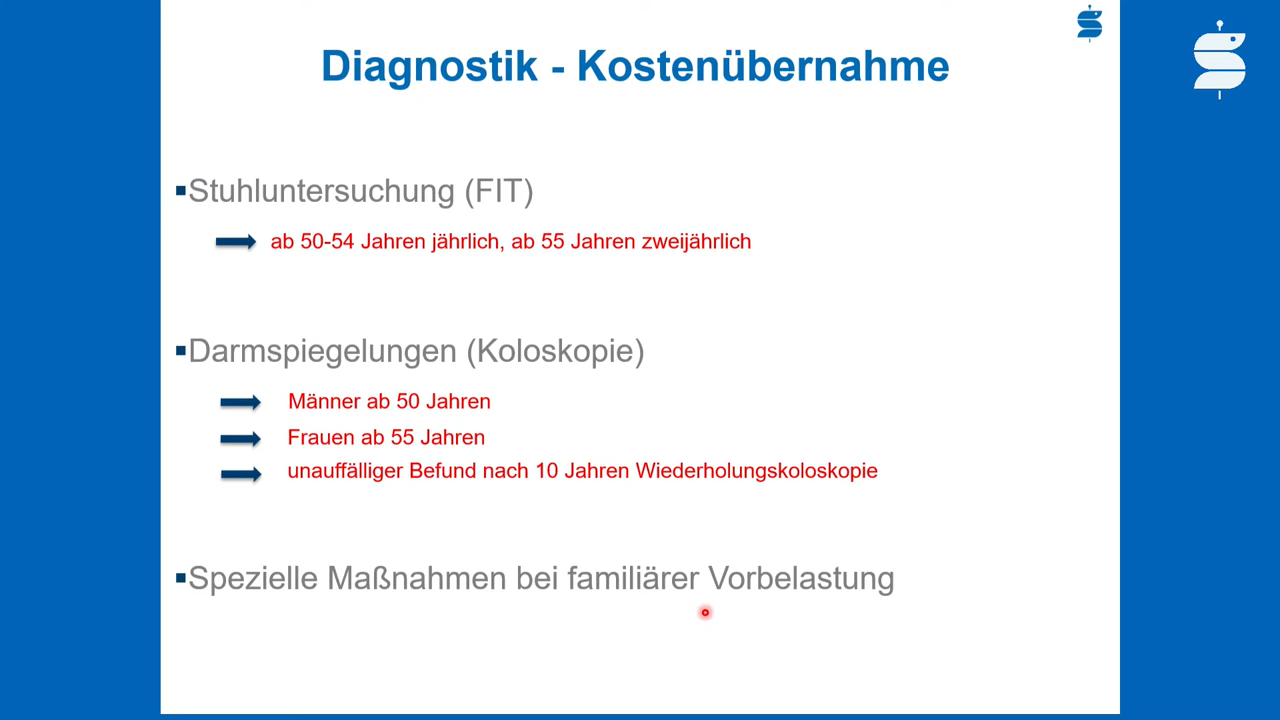 Diagnostik - Kostenübernahme
▪Stuhluntersuchung (FIT)
ab 50-54 Jahren jährlich, ab 55 Jahren zweijährlich
▪Darmspiegelungen (Koloskopie)
Männer ab 50 Jahren
Frauen ab 55 Jahren
unauffälliger Befund nach 10 Jahren Wiederholungskoloskopie
▪Spezielle Maßnahmen bei familiärer Vorbelastung